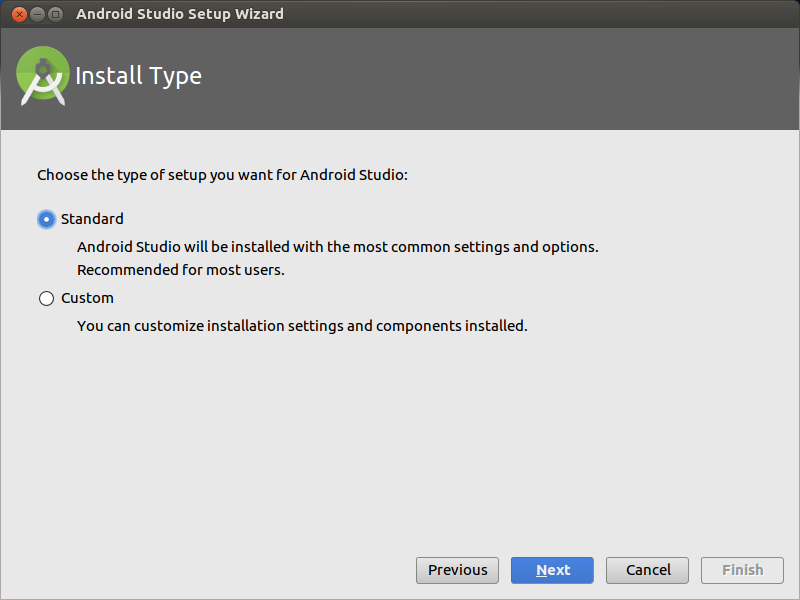 Android Studio Setup Wizard
Install Type
Choose the type of setup you want for Android Studio:
Standard
Android Studio will be installed with the most common settings and options.
Recommended for most users.
Custom
You can customize installation settings and components installed.
Previous Next Cancel Finish